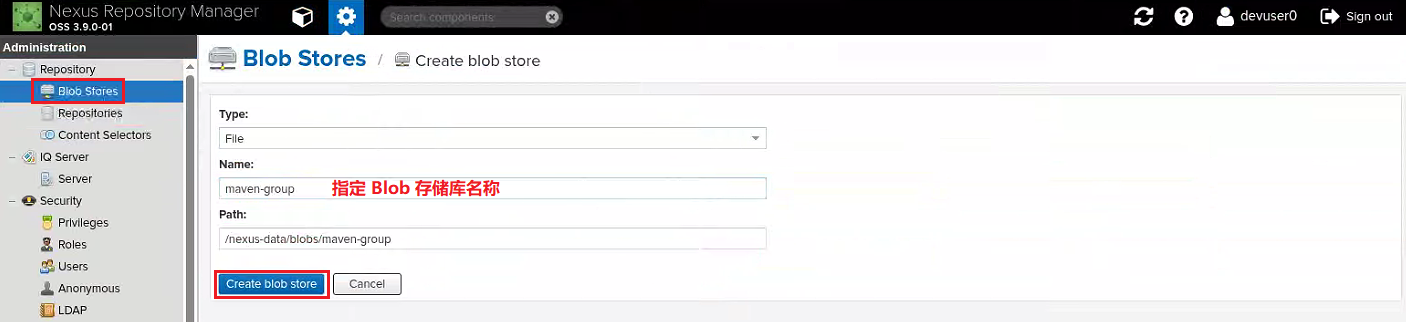 Nexus Repository Manager
OSS 3.9.0-01
Search components
devuser0
Sign out
Administration
Repository
Blob Stores
Repositories
Content Selectors
IQ Server
Server
Security
Privileges
Roles
Users
Anonymous
LDAP
Blob Stores / Create blob store
Type:
File
Name:
maven-group 指定 Blob 存储库名称
Path:
/nexus-data/blobs/maven-group
Create blob store Cancel